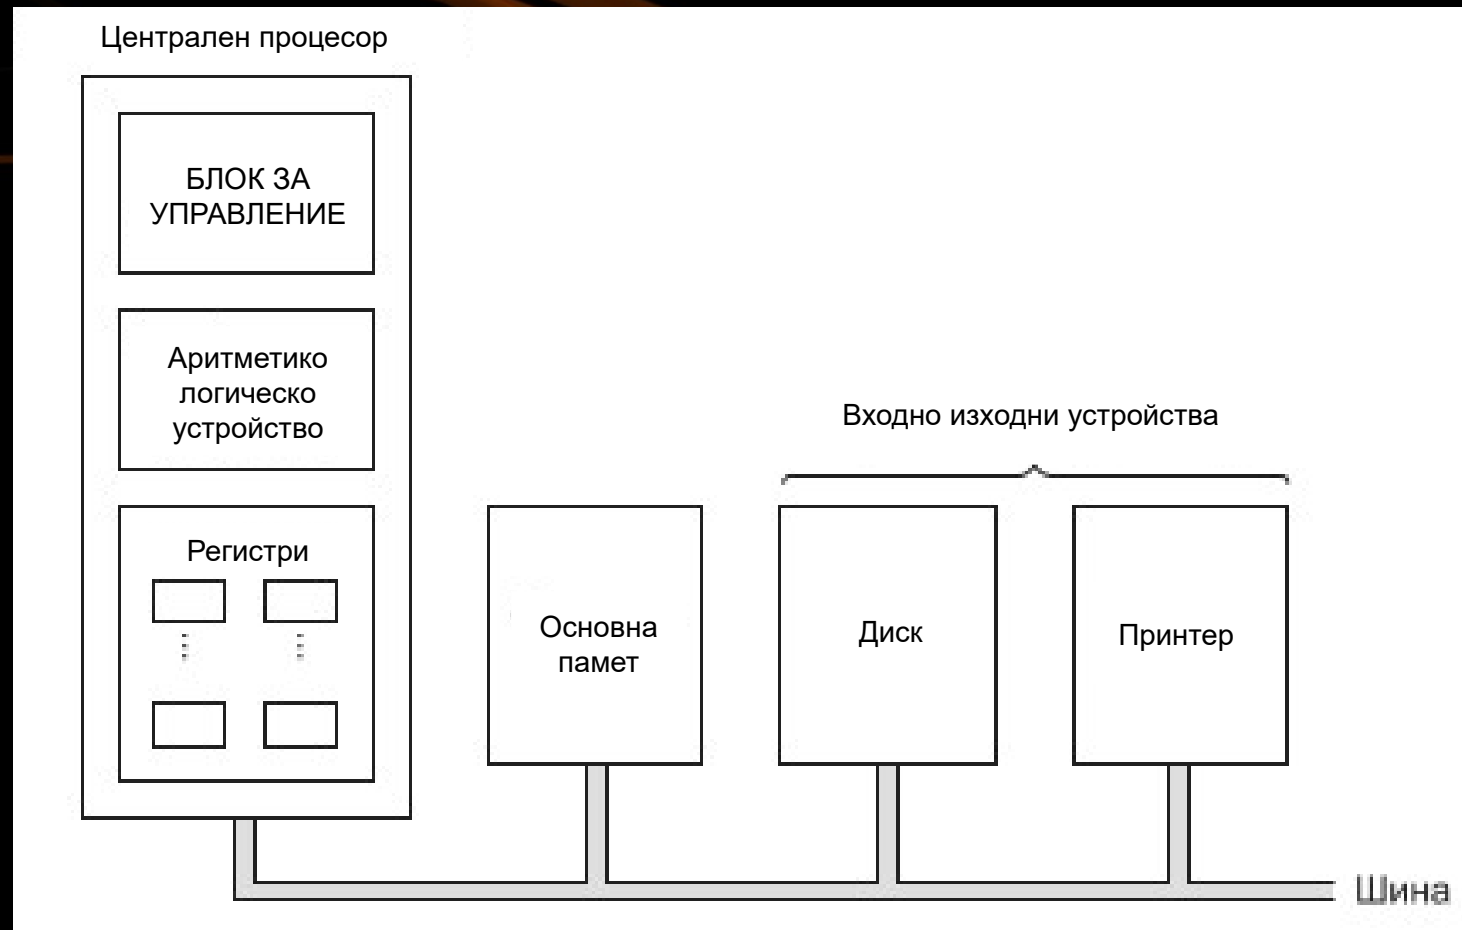 Централен процесор
БЛОК ЗА
УПРАВЛЕНИЕ
Аритметико
логическо
устройство
Регистри
Входно изходни устройства
Основна
памет
Диск
Принтер
Шина